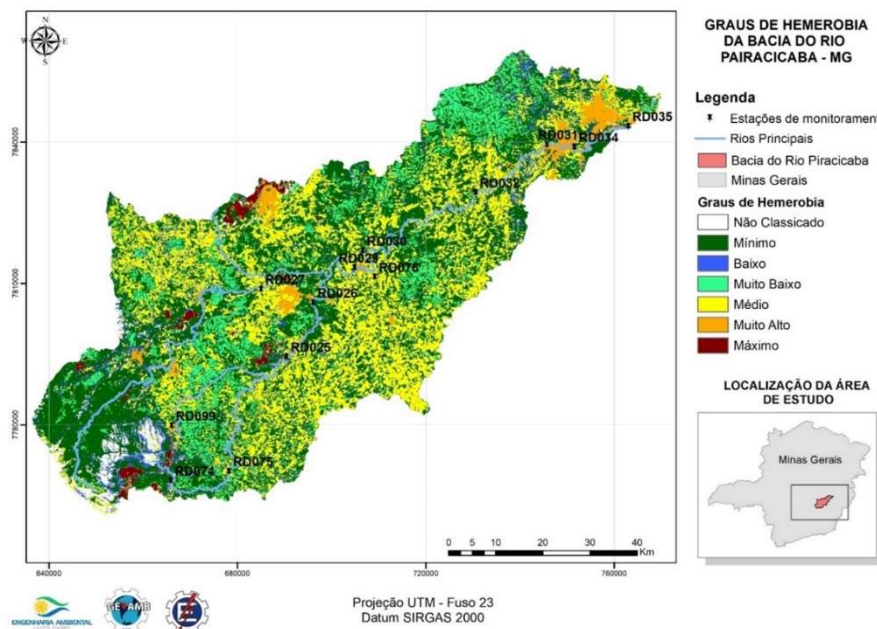 GRAUS DE HEMEROBIA
DA BACIA DO RIO
PAIRACICABA - MG
Legenda
Estações de monitorament
Rios Principais
Bacia do Rio Piracicaba
Minas Gerais
Graus de Hemerobia
Não Classicado
Mínimo
Baixo
Muito Baixo
Médio
Muito Alto
Máximo
LOCALIZAÇÃO DA ÁREA
DE ESTUDO
Minas Gerais
N
W
E
S
7840000
7810000
7780000
RD035
RD031
RD034
RD032
RD030
RD029
RD076
RD027
RD026
RD025
RD099
RD074
RD075
0 5 10 20 30 40
Km
640000 680000 720000 760000
Projeção UTM - Fuso 23
Datum SIRGAS 2000
ENGENHARIA AMBIENTAL